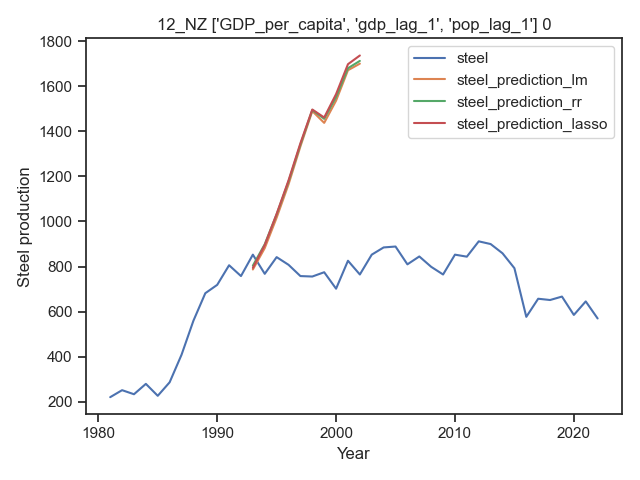 12_NZ ['GDP_per_capita', 'gdp_lag_1', 'pop_lag_1'] 0
steel
steel_prediction_lm
steel_prediction_rr
steel_prediction_lasso
Steel production
1800
1600
1400
1200
1000
800
600
400
200
1980
1990
2000
2010
2020
Year